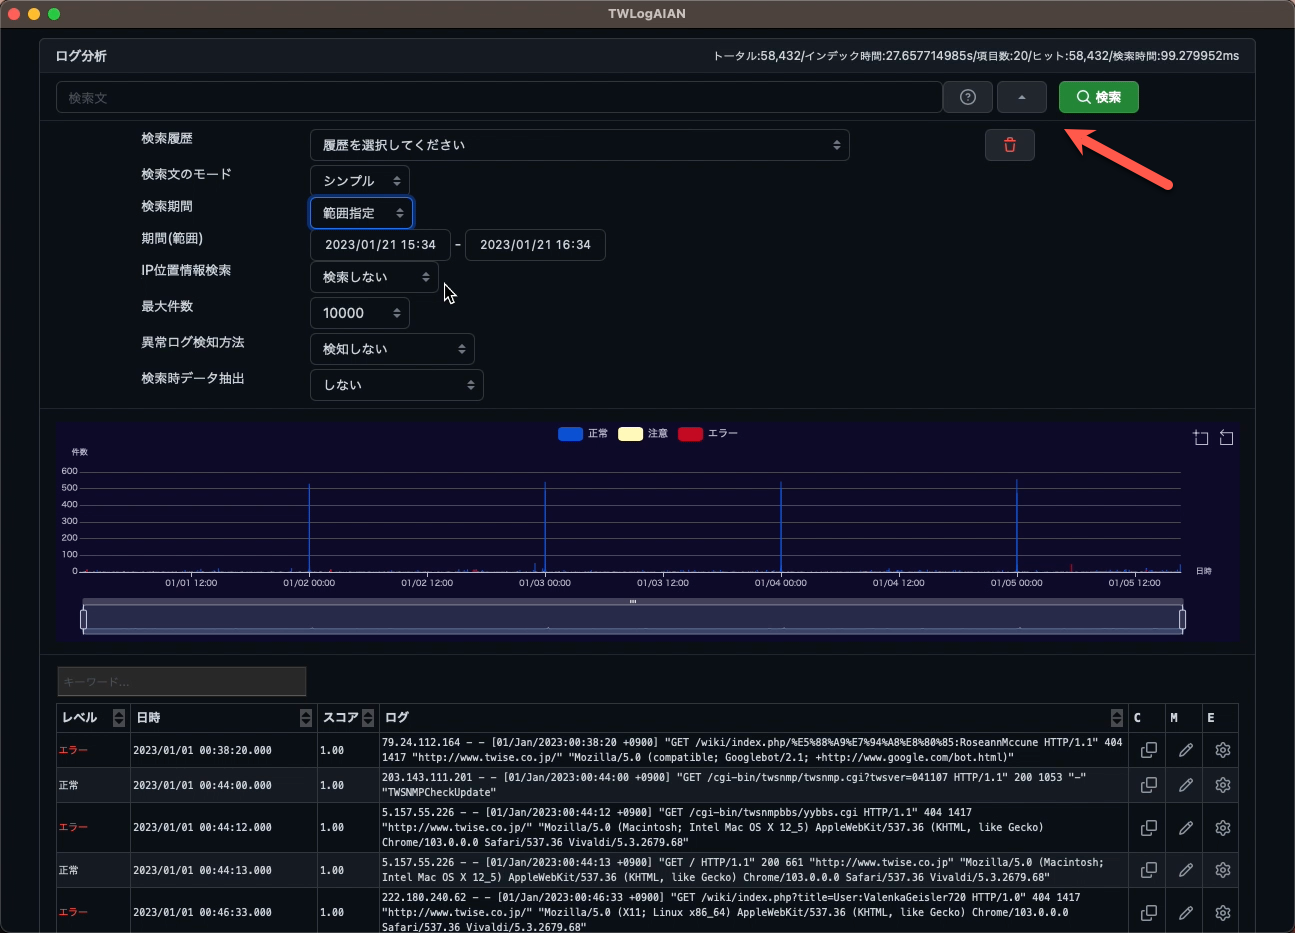 TWLogAIAN
ログ分析
トータル:58,432/インデック時間:27.657714985s/項目数:20/ヒット:58,432/検索時間:99.279952ms
検索文
検索
検索履歴
履歴を選択してください
検索文のモード
シンプル
検索期間
範囲指定
期間(範囲)
2023/01/21 15:34 - 2023/01/21 16:34
IP位置情報検索
検索しない
最大件数
10000
異常ログ検知方法
検知しない
検索時データ抽出
しない
正常 注意 エラー
件数
600
500
400
300
200
100
0
日時
01/01 12:00 01/02 00:00 01/02 12:00 01/03 00:00 01/03 12:00 01/04 00:00 01/04 12:00 01/05 00:00 01/05 12:00
キーワード...
レベル 日時 スコア ログ C M E
エラー 2023/01/01 00:38:20.000 1.00 79.24.112.164 - - [01/Jan/2023:00:38:20 +0900] "GET /wiki/index.php/%E5%88%A9%E7%94%A8%E8%80%85:RoseannMccune HTTP/1.1" 404
1417 "http://www.twise.co.jp/" "Mozilla/5.0 (compatible; Googlebot/2.1; +http://www.google.com/bot.html)"
正常 2023/01/01 00:44:00.000 1.00 203.143.111.201 - - [01/Jan/2023:00:44:00 +0900] "GET /cgi-bin/twsnmp/twsnmp.cgi?twsver=041107 HTTP/1.1" 200 1053 "-"
"TWSNMPCheckUpdate"
エラー 2023/01/01 00:44:12.000 1.00 5.157.55.226 - - [01/Jan/2023:00:44:12 +0900] "GET /cgi-bin/twsnmpbbs/yybbs.cgi HTTP/1.1" 404 1417
"http://www.twise.co.jp/" "Mozilla/5.0 (Macintosh; Intel Mac OS X 12_5) AppleWebKit/537.36 (KHTML, like Gecko)
Chrome/103.0.0.0 Safari/537.36 Vivaldi/5.3.2679.68"
正常 2023/01/01 00:44:13.000 1.00 5.157.55.226 - - [01/Jan/2023:00:44:13 +0900] "GET / HTTP/1.1" 200 661 "http://www.twise.co.jp" "Mozilla/5.0 (Macintosh;
Intel Mac OS X 12_5) AppleWebKit/537.36 (KHTML, like Gecko) Chrome/103.0.0.0 Safari/537.36 Vivaldi/5.3.2679.68"
エラー 2023/01/01 00:46:33.000 1.00 222.180.240.62 - - [01/Jan/2023:00:46:33 +0900] "GET /wiki/index.php?title=User:ValenkaGeisler720 HTTP/1.0" 404 1417
"http://www.twise.co.jp/" "Mozilla/5.0 (X11; Linux x86_64) AppleWebKit/537.36 (KHTML, like Gecko) Chrome/103.0.0.0
Safari/537.36 Vivaldi/5.3.2679.68"